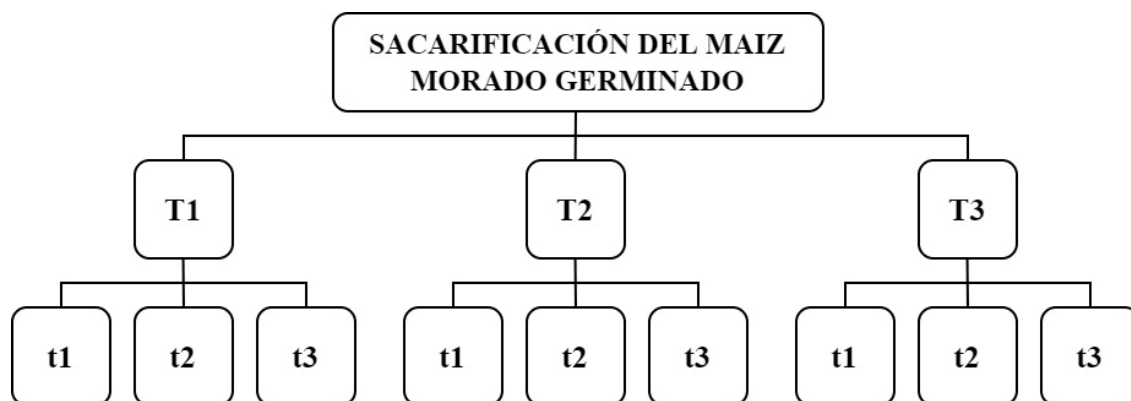 SACARIFICACIÓN DEL MAIZ
MORADO GERMINADO
T1
T2
T3
t1
t2
t3
t1
t2
t3
t1
t2
t3